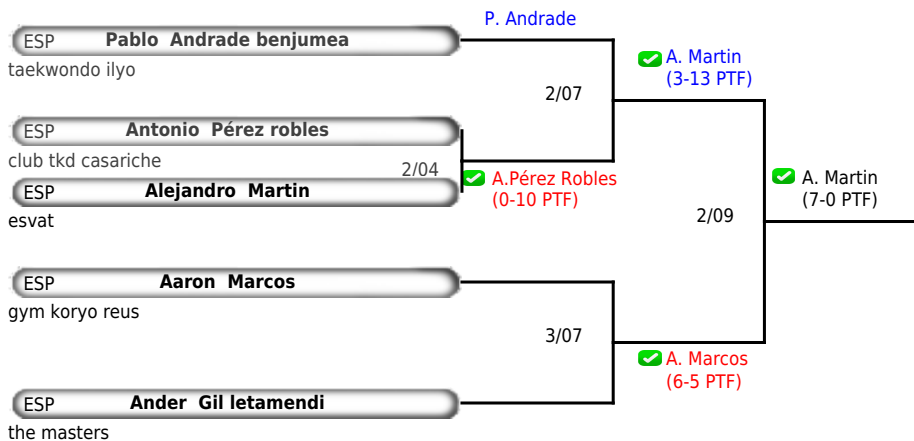 P. Andrade
ESP Pablo Andrade benjumea
taekwondo ilyo
A. Martin
(3-13 PTF)
2/07
ESP Antonio Pérez robles
club tkd casariche
2/04
A.Pérez Robles
(0-10 PTF)
ESP Alejandro Martin
esvat
A. Martin
(7-0 PTF)
2/09
ESP Aaron Marcos
gym koryo reus
3/07
A. Marcos
(6-5 PTF)
ESP Ander Gil letamendi
the masters